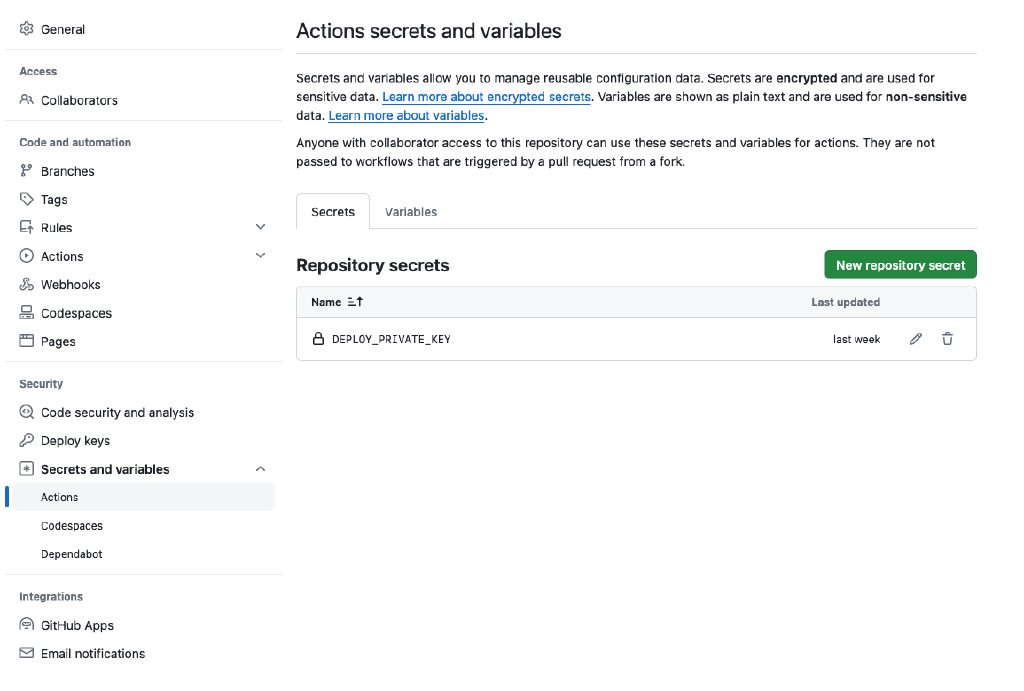 General
Access
Collaborators
Code and automation
Branches
Tags
Rules
Actions
Webhooks
Codespaces
Pages
Security
Code security and analysis
Deploy keys
Secrets and variables
Actions
Codespaces
Dependabot
Integrations
GitHub Apps
Email notifications
Actions secrets and variables
Secrets and variables allow you to manage reusable configuration data. Secrets are encrypted and are used for
sensitive data. Learn more about encrypted secrets. Variables are shown as plain text and are used for non-sensitive
data. Learn more about variables.
Anyone with collaborator access to this repository can use these secrets and variables for actions. They are not
passed to workflows that are triggered by a pull request from a fork.
Secrets Variables
Repository secrets New repository secret
Name Last updated
DEPLOY_PRIVATE_KEY last week